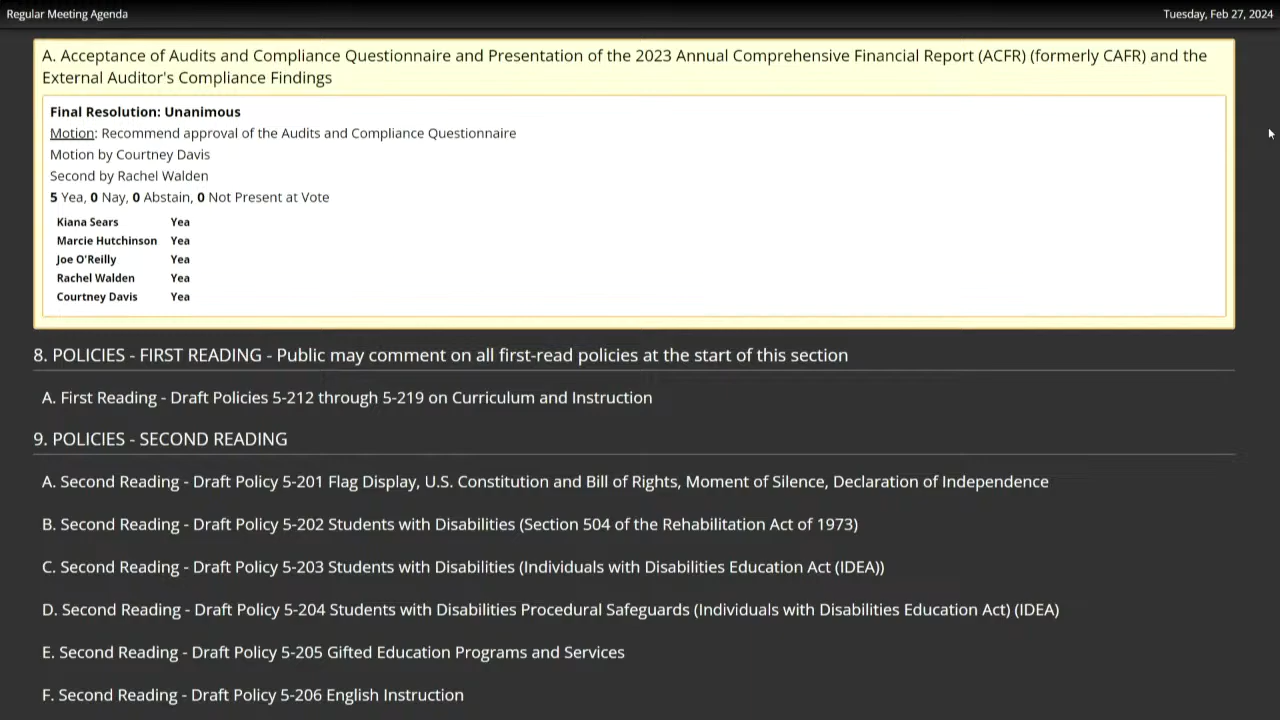 Regular Meeting Agenda
Tuesday, Feb 27, 2024
A. Acceptance of Audits and Compliance Questionnaire and Presentation of the 2023 Annual Comprehensive Financial Report (ACFR) (formerly CAFR) and the
External Auditor's Compliance Findings
Final Resolution: Unanimous
Motion: Recommend approval of the Audits and Compliance Questionnaire
Motion by Courtney Davis
Second by Rachel Walden
5 Yea, 0 Nay, 0 Abstain, 0 Not Present at Vote
Kiana Sears Yea
Marcie Hutchinson Yea
Joe O'Reilly Yea
Rachel Walden Yea
Courtney Davis Yea
8. POLICIES - FIRST READING - Public may comment on all first-read policies at the start of this section
A. First Reading - Draft Policies 5-212 through 5-219 on Curriculum and Instruction
9. POLICIES - SECOND READING
A. Second Reading - Draft Policy 5-201 Flag Display, U.S. Constitution and Bill of Rights, Moment of Silence, Declaration of Independence
B. Second Reading - Draft Policy 5-202 Students with Disabilities (Section 504 of the Rehabilitation Act of 1973)
C. Second Reading - Draft Policy 5-203 Students with Disabilities (Individuals with Disabilities Education Act (IDEA))
D. Second Reading - Draft Policy 5-204 Students with Disabilities Procedural Safeguards (Individuals with Disabilities Education Act) (IDEA)
E. Second Reading - Draft Policy 5-205 Gifted Education Programs and Services
F. Second Reading - Draft Policy 5-206 English Instruction